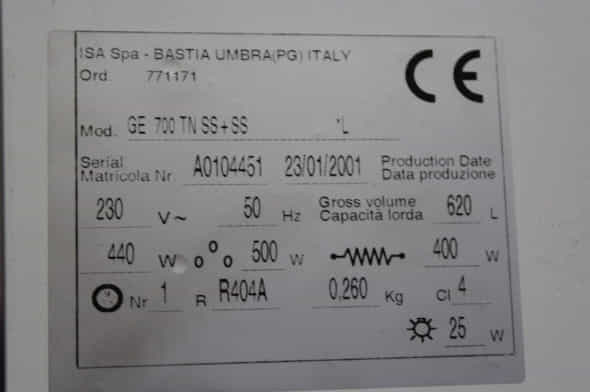 ISA Spa - BASTIA UMBRA(PG) ITALY
CE
Ord. 771171
Mod. GE 700 TN SS+SS *L
Serial
Matricola Nr. A0104451 23/01/2001 Production Date
Data produzione
230 V~ 50 Hz Gross volume
Capacità lorda 620 L
440 W 500 W 400 W
Nr 1 R R404A 0,260 Kg Cl 4
25 W